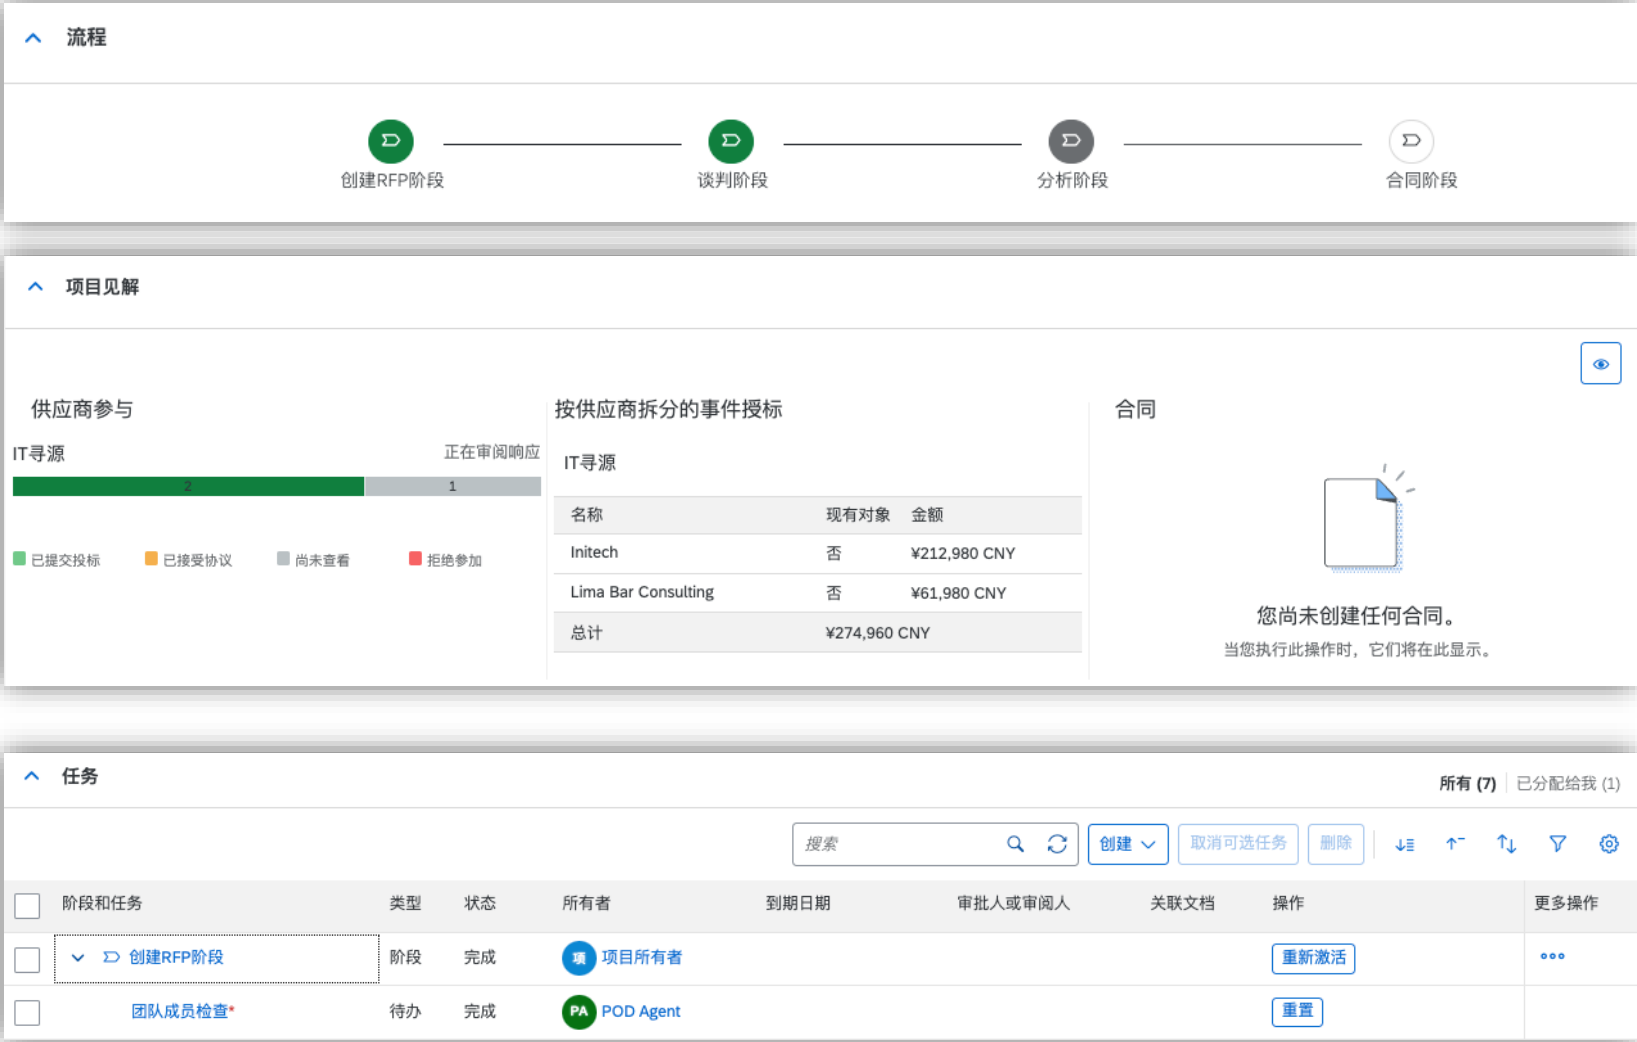 流程
创建RFP阶段 谈判阶段 分析阶段 合同阶段
项目见解
供应商参与
IT寻源 正在审阅响应
2 1
已提交投标 已接受协议 尚未查看 拒绝参加
按供应商拆分的事件授标
IT寻源
名称 现有对象 金额
Initech 否 ¥212,980 CNY
Lima Bar Consulting 否 ¥61,980 CNY
总计 ¥274,960 CNY
合同
您尚未创建任何合同。
当您执行此操作时，它们将在此显示。
任务
所有 (7) 已分配给我 (1)
搜索 创建 取消可选任务 删除
阶段和任务 类型 状态 所有者 到期日期 审批人或审阅人 关联文档 操作 更多操作
创建RFP阶段 阶段 完成 项 项目所有者 重新激活
团队成员检查* 待办 完成 PA POD Agent 重置